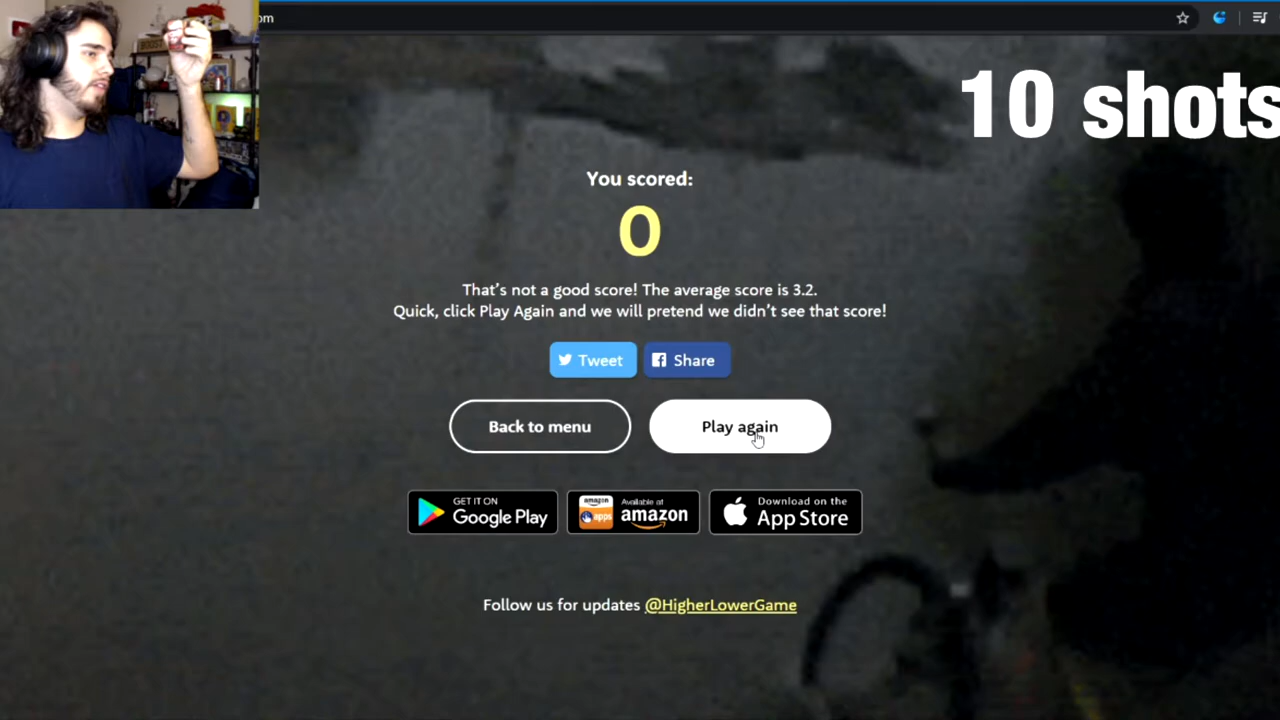 om
10 shots
You scored:
0
That's not a good score! The average score is 3.2.
Quick, click Play Again and we will pretend we didn't see that score!
Tweet
Share
Back to menu
Play again
GET IT ON
Google Play
amazon
apps
Available at
amazon
Download on the
App Store
Follow us for updates @HigherLowerGame
BOOST